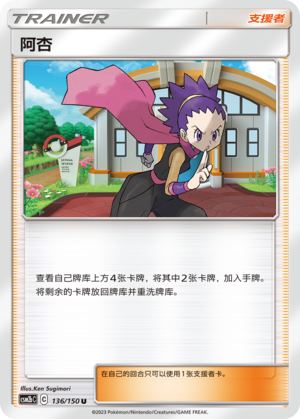 TRAINER
支援者
阿杏
查看自己牌库上方4张卡牌，将其中2张卡牌，加入手牌。
将剩余的卡牌放回牌库并重洗牌库。
Illus.Ken Sugimori
在自己的回合只可以使用1张支援者卡。
CSM2b C C 136/150 U
©2023 Pokémon/Nintendo/Creatures/GAME FREAK.